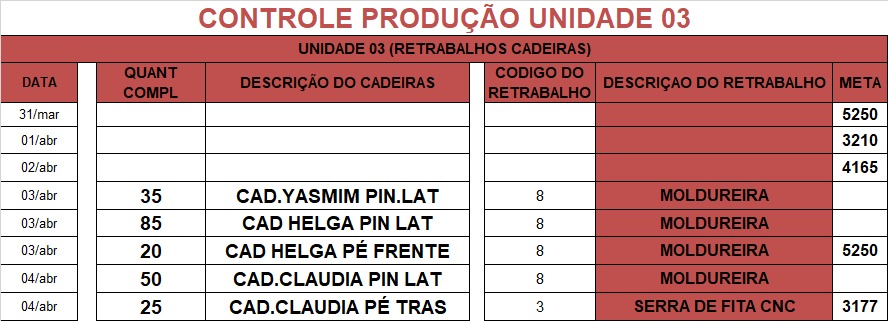 CONTROLE PRODUÇÃO UNIDADE 03
UNIDADE 03 (RETRABALHOS CADEIRAS)
DATA QUANT COMPL DESCRIÇÃO DO CADEIRAS CODIGO DO RETRABALHO DESCRIÇAO DO RETRABALHO META
31/mar 5250
01/abr 3210
02/abr 4165
03/abr 35 CAD.YASMIM PIN.LAT 8 MOLDUREIRA
03/abr 85 CAD HELGA PIN LAT 8 MOLDUREIRA
03/abr 20 CAD HELGA PÉ FRENTE 8 MOLDUREIRA 5250
04/abr 50 CAD.CLAUDIA PIN LAT 8 MOLDUREIRA
04/abr 25 CAD.CLAUDIA PÉ TRAS 3 SERRA DE FITA CNC 3177